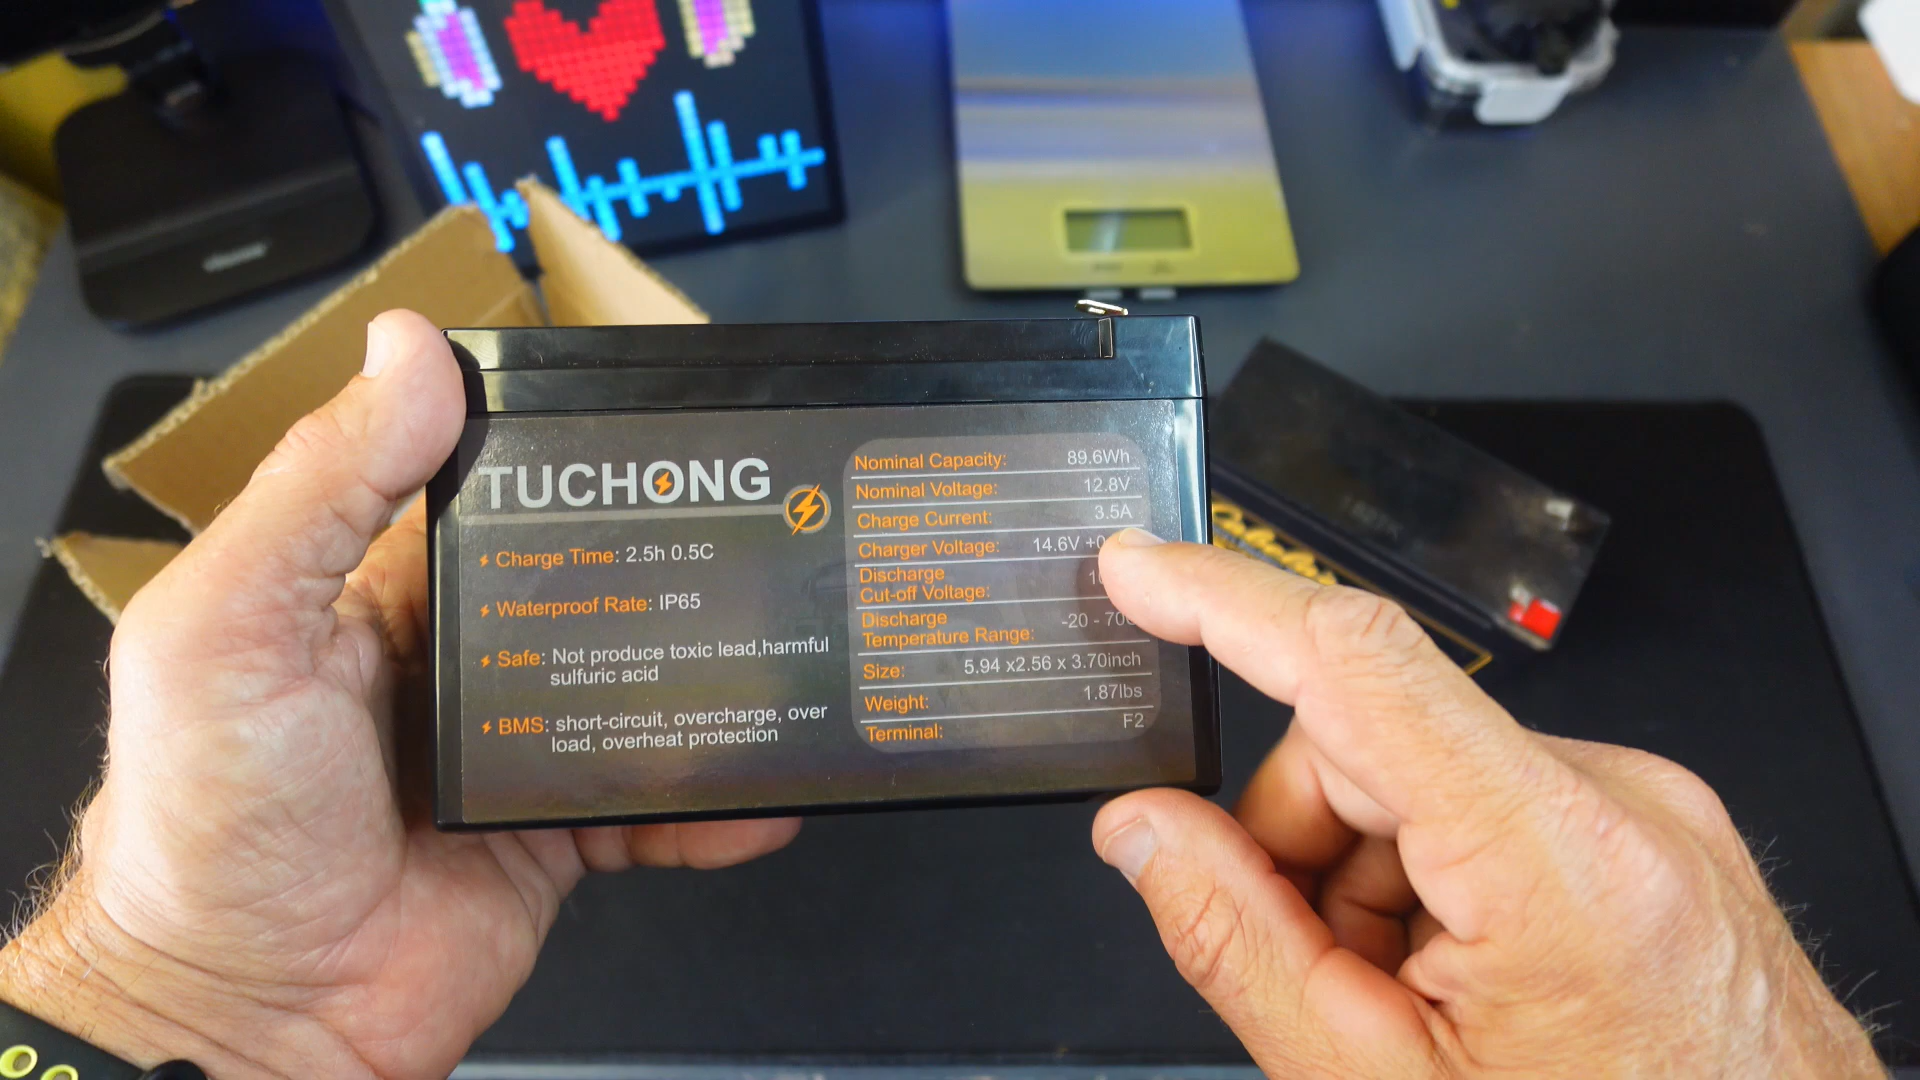 TUCHONG
Charge Time: 2.5h 0.5C
Waterproof Rate: IP65
Safe: Not produce toxic lead,harmful
sulfuric acid
BMS: short-circuit, overcharge, over
load, overheat protection
Nominal Capacity: 89.6Wh
Nominal Voltage: 12.8V
Charge Current: 3.5A
Charger Voltage: 14.6V
Discharge
Cut-off Voltage:
Discharge
Temperature Range: -20 - 70
Size: 5.94 x2.56 x 3.70inch
Weight: 1.87lbs
Terminal: F2